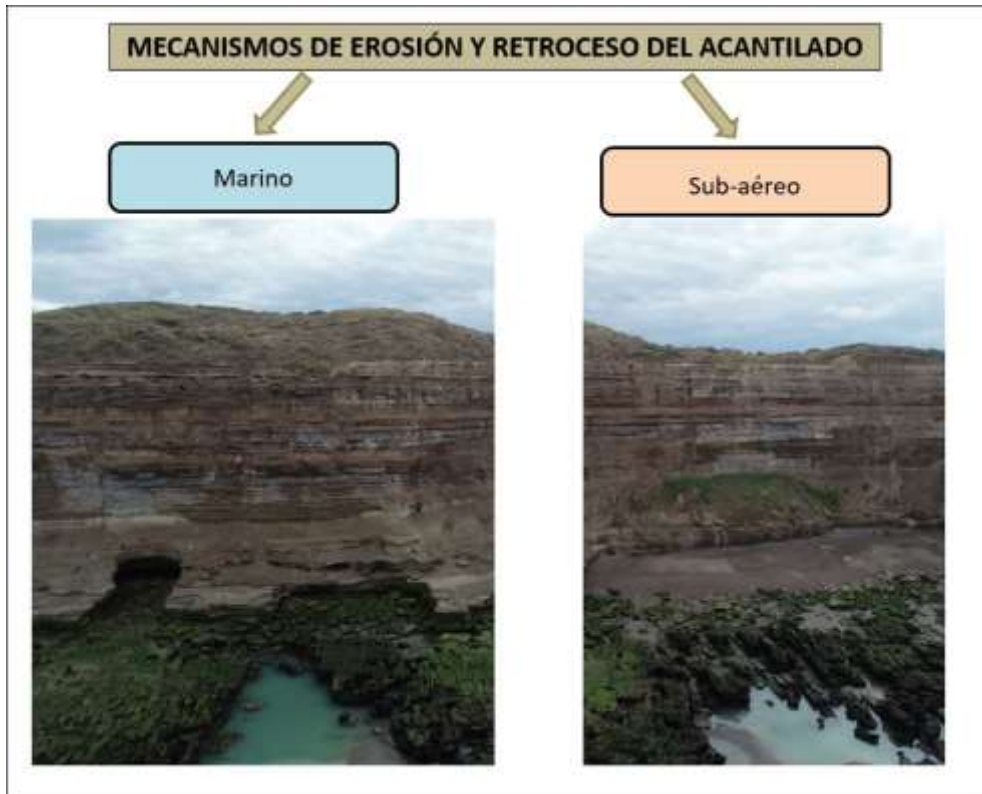 MECANISMOS DE EROSIÓN Y RETROCESO DEL ACANTILADO
Marino
Sub-aéreo